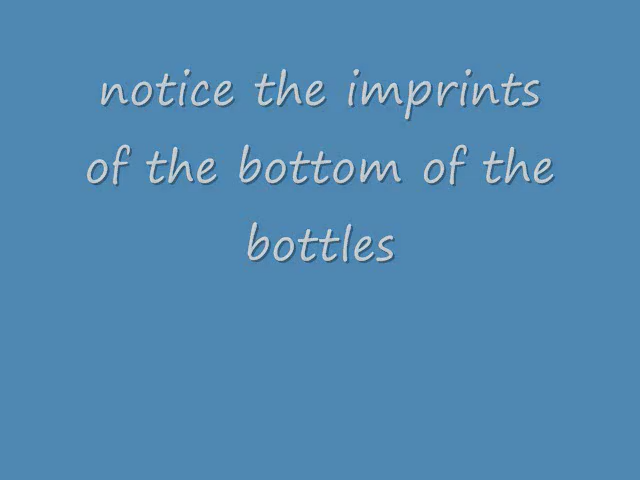 notice the imprints
of the bottom of the
bottles